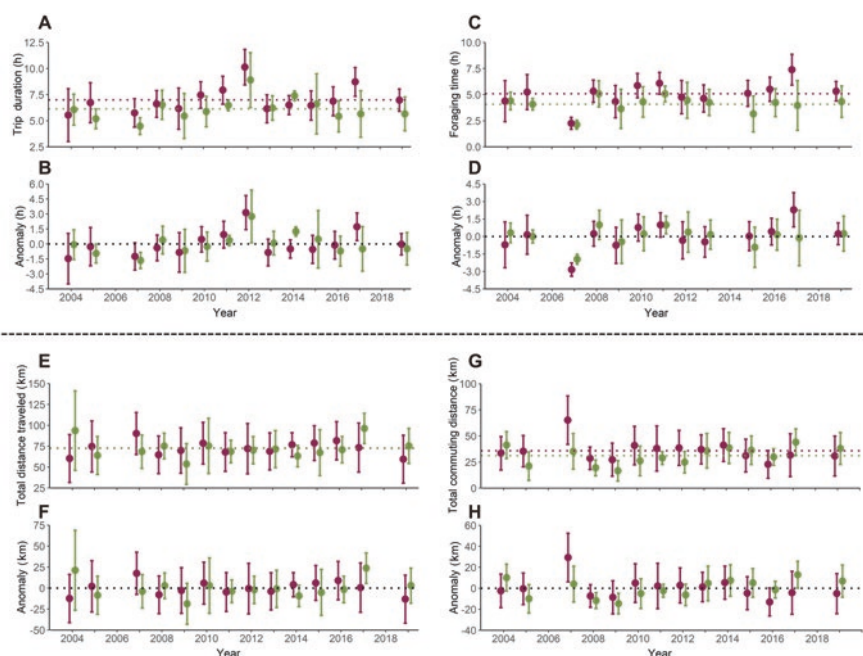 A
Trip duration (h)
12.5
10.0
7.5
5.0
2.5
B
Anomaly (h)
6.0
4.5
3.0
1.5
0.0
-1.5
-3.0
-4.5
2004 2006 2008 2010 2012 2014 2016 2018
Year
C
Foraging time (h)
10.0
7.5
5.0
2.5
0.0
D
Anomaly (h)
4.5
3.0
1.5
0.0
-1.5
-3.0
-4.5
2004 2006 2008 2010 2012 2014 2016 2018
Year
E
Total distance traveled (km)
150
125
100
75
50
25
F
Anomaly (km)
75
50
25
0
-25
-50
2004 2006 2008 2010 2012 2014 2016 2018
Year
G
Total commuting distance (km)
100
75
50
25
0
H
Anomaly (km)
60
40
20
0
-20
-40
2004 2006 2008 2010 2012 2014 2016 2018
Year